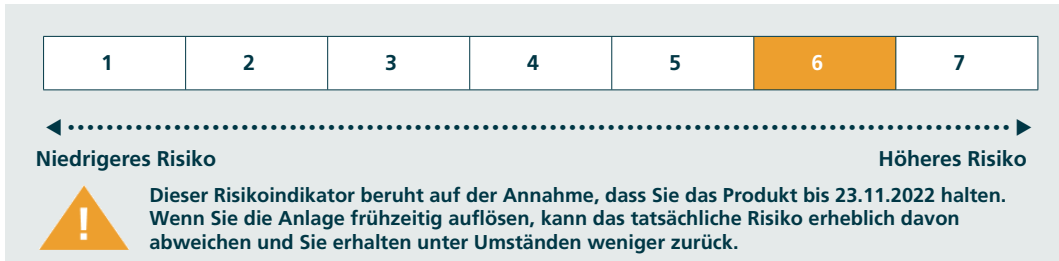 1 2 3 4 5 6 7
Niedrigeres Risiko Höheres Risiko
Dieser Risikoindikator beruht auf der Annahme, dass Sie das Produkt bis 23.11.2022 halten.
Wenn Sie die Anlage frühzeitig auflösen, kann das tatsächliche Risiko erheblich davon
abweichen und Sie erhalten unter Umständen weniger zurück.